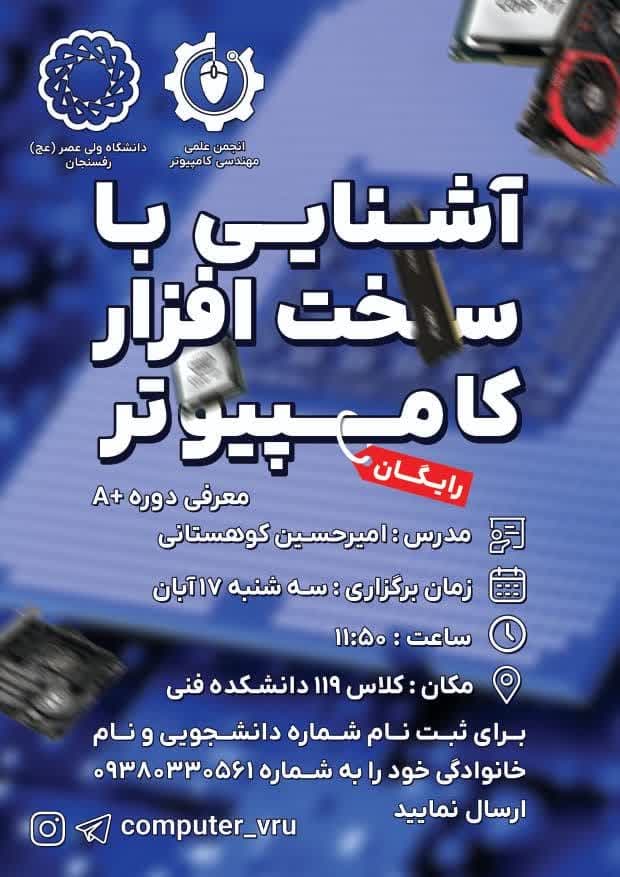 انجمن علمی
مهندسی کامپیوتر
دانشگاه ولی عصر (عج)
رفسنجان
آشنایی با
سخت افزار
کامپیوتر
رایگان
معرفی دوره +A
مدرس : امیرحسین کوهستانی
زمان برگزاری : سه شنبه ۱۷ آبان
ساعت : ۱۱:۵۰
مکان : کلاس ۱۱۹ دانشکده فنی
برای ثبت نام شماره دانشجویی و نام
خانوادگی خود را به شماره ۰۹۳۸۰۳۳۰۵۶۱
ارسال نمایید
computer_vru